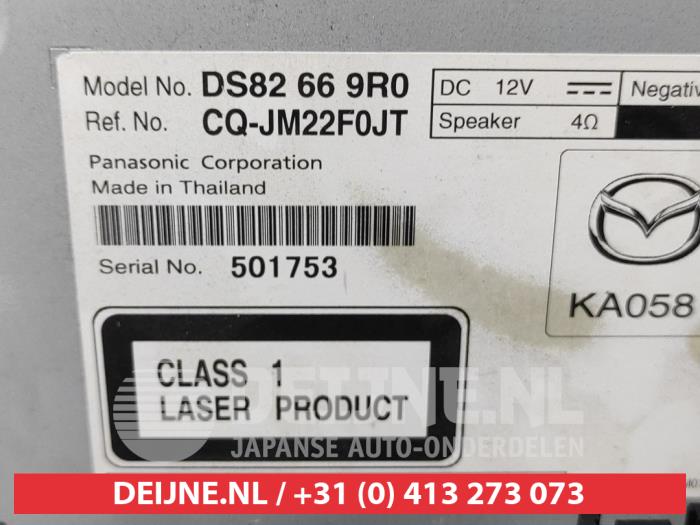 Model No. DS82 66 9R0
Ref. No. CQ-JM22F0JT
DC 12V
Negativ
Speaker 4Ω
Panasonic Corporation
Made in Thailand
Serial No. 501753
KA058
CLASS 1
LASER PRODUCT
DEIJNE.NL
JAPANSE AUTO-ONDERDELEN
DEIJNE.NL / +31 (0) 413 273 073